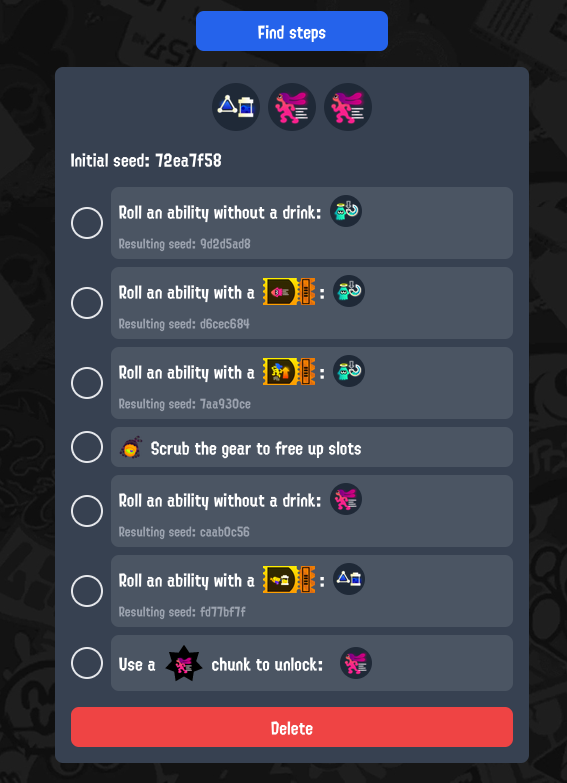 Find steps
Initial seed: 72ea7f58
Roll an ability without a drink:
Resulting seed: 9d2d5ad8
Roll an ability with a :
Resulting seed: d6cec684
Roll an ability with a :
Resulting seed: 7aa930ce
Scrub the gear to free up slots
Roll an ability without a drink:
Resulting seed: caab0c56
Roll an ability with a :
Resulting seed: fd77bf7f
Use a chunk to unlock:
Delete